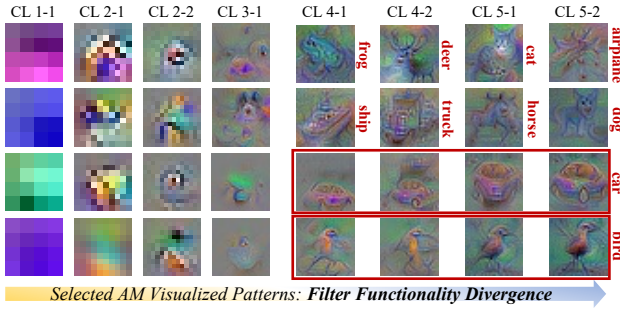 CL 1-1 CL 2-1 CL 2-2 CL 3-1 CL 4-1 CL 4-2 CL 5-1 CL 5-2
frog deer cat airplane
ship truck horse dog
car
bird
Selected AM Visualized Patterns: Filter Functionality Divergence